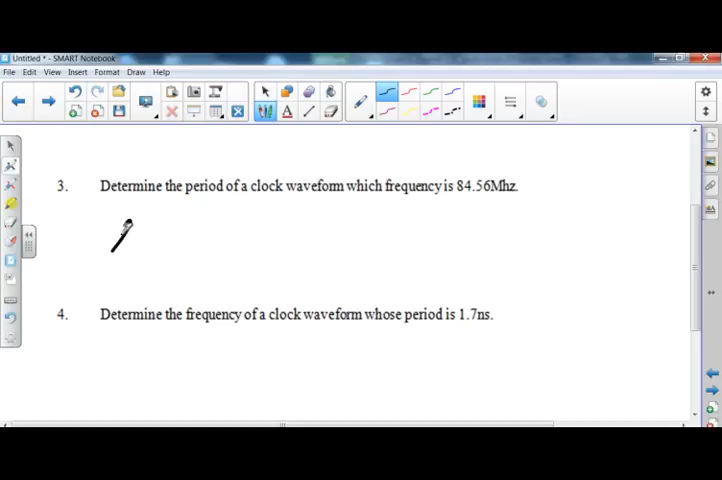 Untitled * - SMART Notebook
File Edit View Insert Format Draw Help
3. Determine the period of a clock waveform which frequency is 84.56Mhz.
4. Determine the frequency of a clock waveform whose period is 1.7ns.